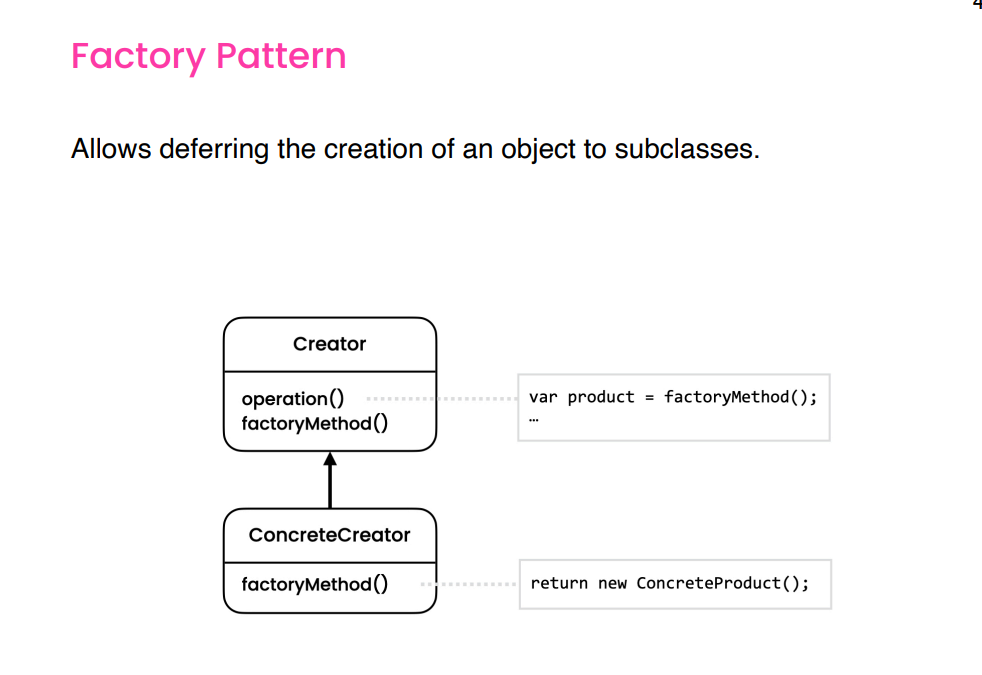 4
Factory Pattern
Allows deferring the creation of an object to subclasses.
Creator
operation()
factoryMethod()
var product = factoryMethod();
…
ConcreteCreator
factoryMethod()
return new ConcreteProduct();